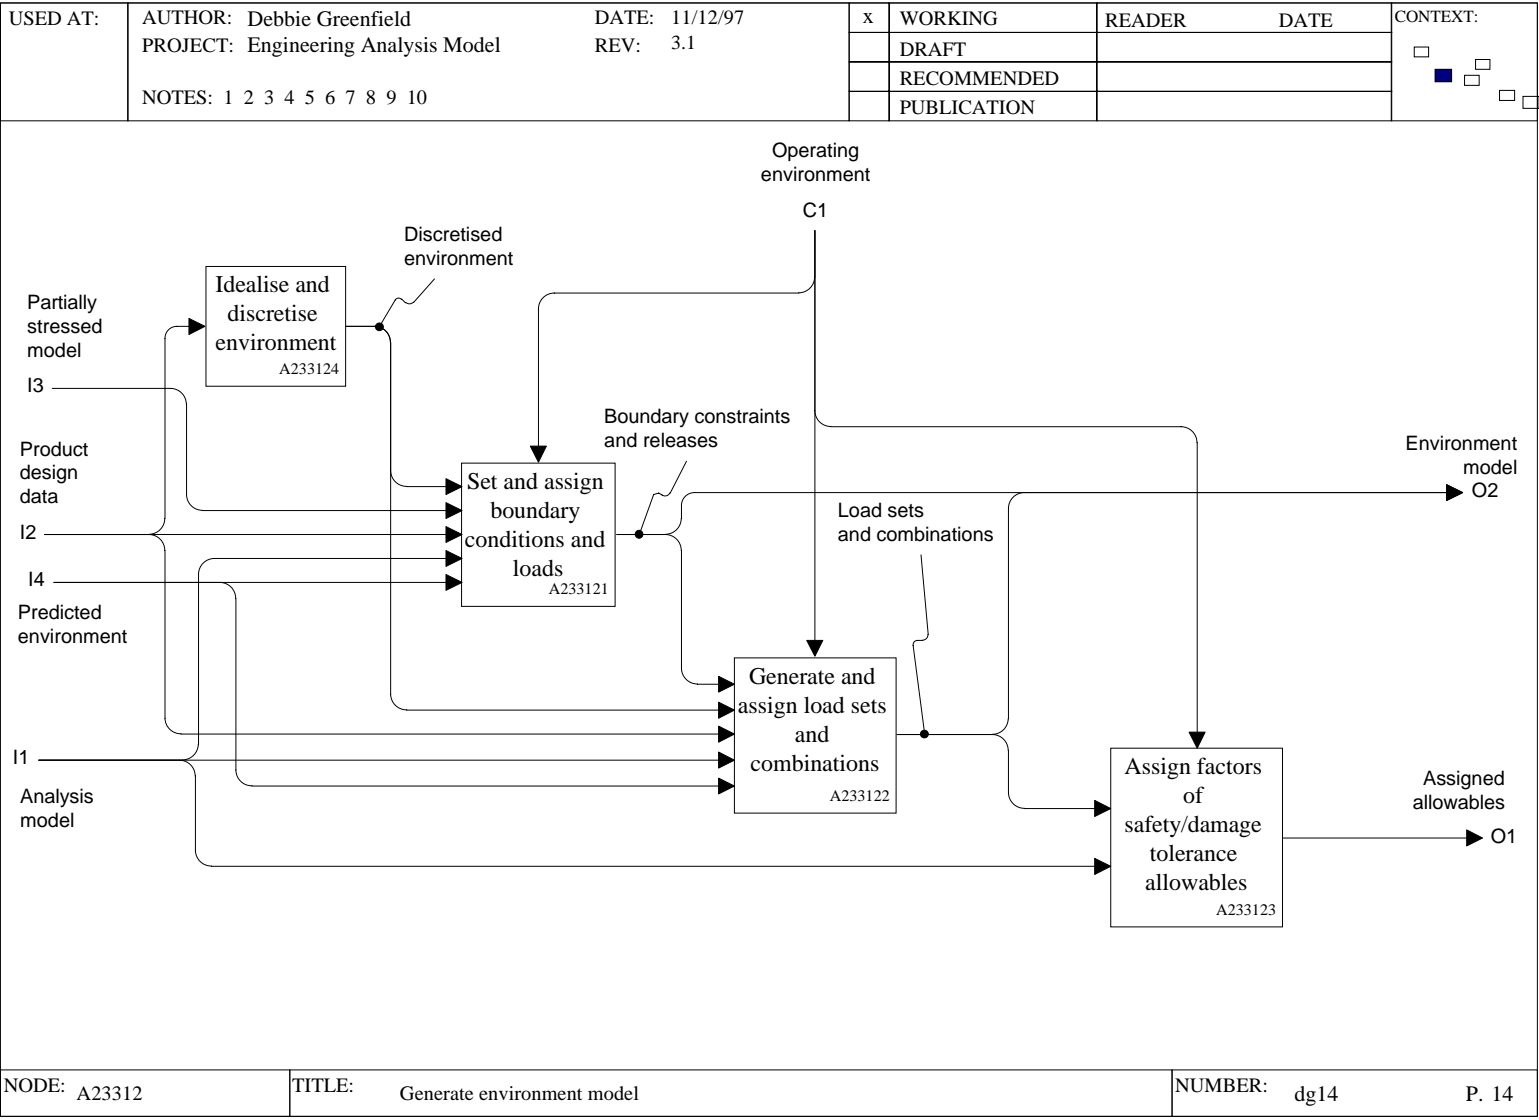 USED AT:
AUTHOR: Debbie Greenfield
DATE: 11/12/97
PROJECT: Engineering Analysis Model
REV: 3.1
NOTES: 1 2 3 4 5 6 7 8 9 10
x WORKING
DRAFT
RECOMMENDED
PUBLICATION
READER DATE
CONTEXT:
Operating
environment
C1
Discretised
environment
Idealise and
discretise
environment
A233124
Partially
stressed
model
I3
Product
design
data
I2
I4
Predicted
environment
I1
Analysis
model
Set and assign
boundary
conditions and
loads
A233121
Boundary constraints
and releases
Load sets
and combinations
Generate and
assign load sets
and
combinations
A233122
Assign factors
of
safety/damage
tolerance
allowables
A233123
Environment
model
O2
Assigned
allowables
O1
NODE: A23312
TITLE: Generate environment model
NUMBER: dg14
P. 14